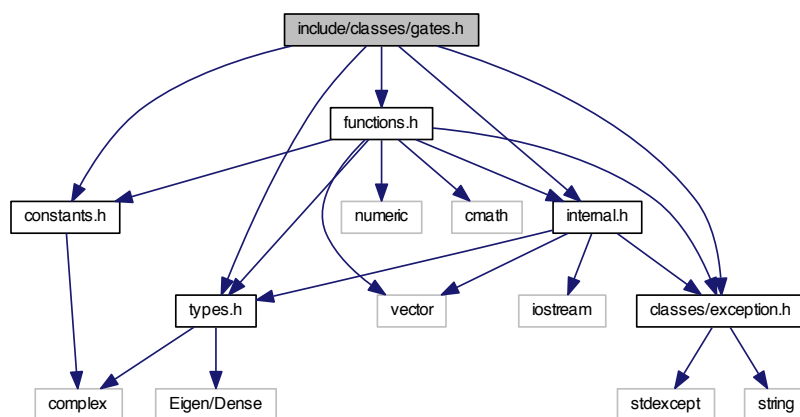 include/classes/gates.h
functions.h
constants.h
numeric
cmath
internal.h
types.h
vector
iostream
classes/exception.h
complex
Eigen/Dense
stdexcept
string